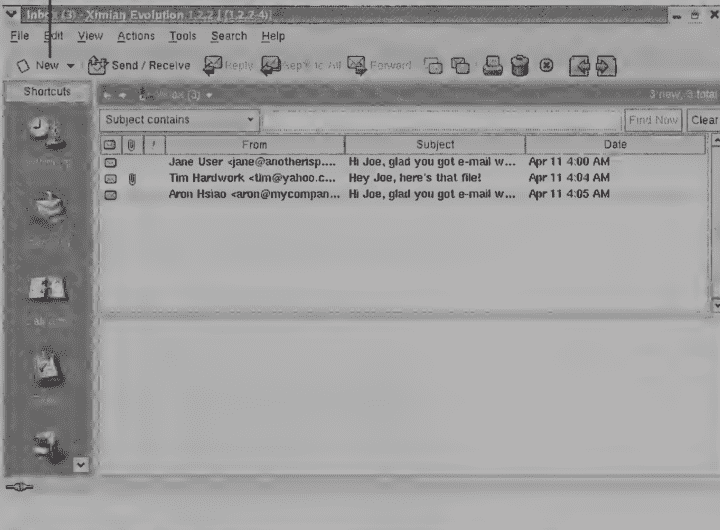 Inbox (3) - Ximian Evolution 1.2.2 [1.2.2-4]
File Edit View Actions Tools Search Help
New Send / Receive Reply Reply to All Forward
Shortcuts Inbox (3) 3 new, 3 total
Subject contains Find Now Clear
! From Subject Date
Jane User <jane@anotherisp.... Hi Joe, glad you got e-mail w... Apr 11 4:00 AM
Tim Hardwork <tim@yahoo.c... Hey Joe, here's that file! Apr 11 4:04 AM
Aron Hsiao <aron@mycompan... Hi Joe, glad you got e-mail w... Apr 11 4:05 AM